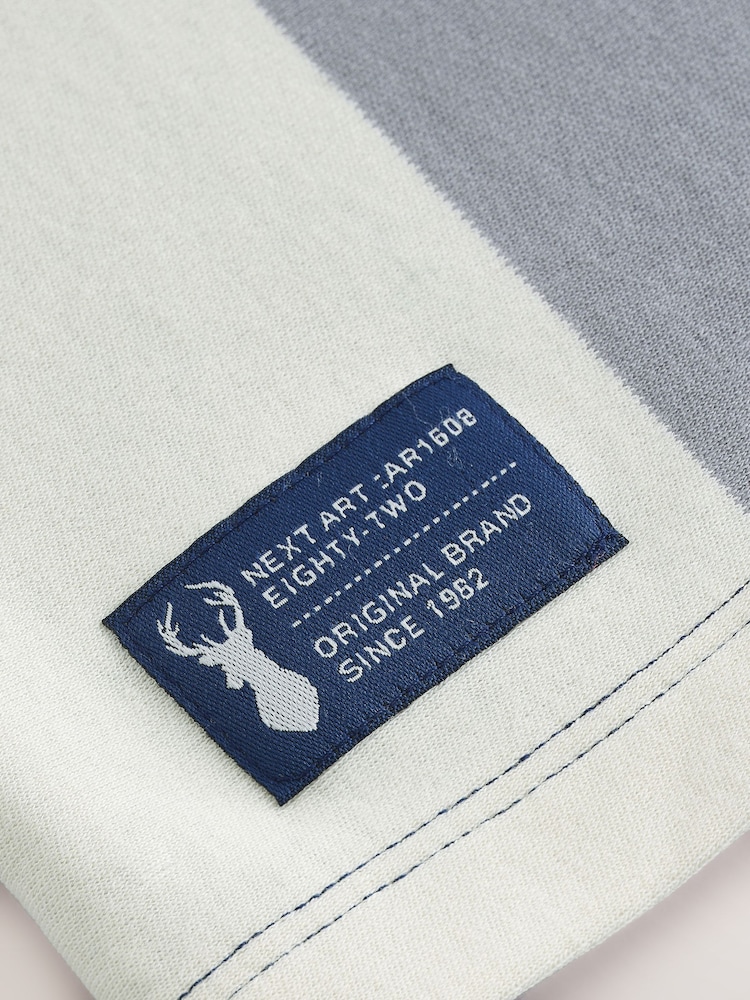 NEXT ART :AR1608
EIGHTY-TWO
ORIGINAL BRAND
SINCE 1982